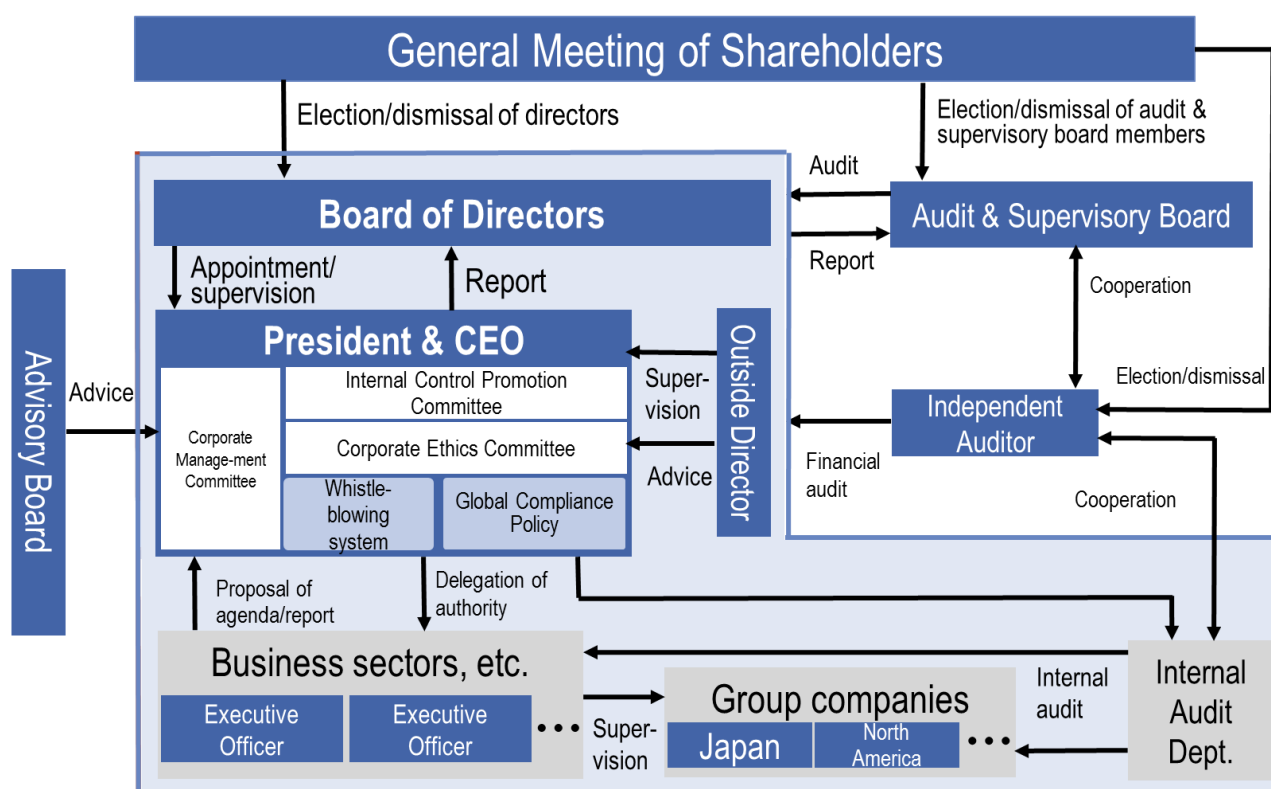 General Meeting of Shareholders
Election/dismissal of directors
Election/dismissal of audit &
supervisory board members
Audit
Board of Directors
Audit & Supervisory Board
Report
Appointment/
supervision
Report
Cooperation
President & CEO
Outside Director
Advisory Board
Advice
Internal Control Promotion
Committee
Super-
vision
Election/dismissal
Independent
Auditor
Corporate
Manage-ment
Committee
Corporate Ethics Committee
Advice
Financial
audit
Whistle-
blowing
system
Global Compliance
Policy
Cooperation
Proposal of
agenda/report
Delegation of
authority
Business sectors, etc.
Executive
Officer
Executive
Officer
•••
Super-
vision
Group companies
Japan
North
America
•••
Internal
audit
Internal
Audit
Dept.